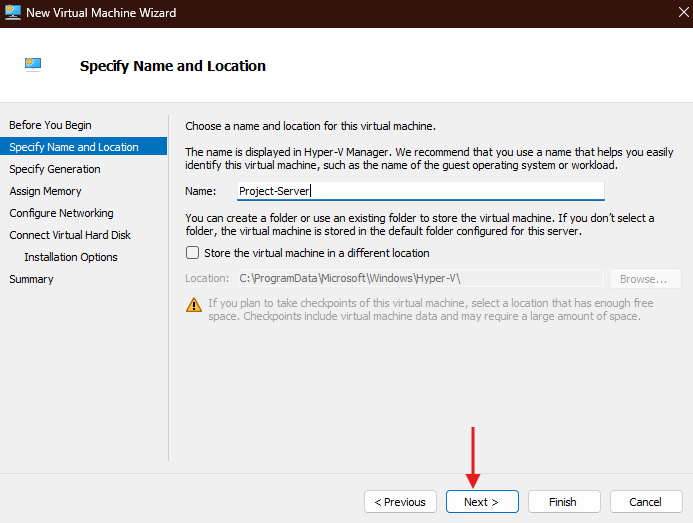 New Virtual Machine Wizard
Specify Name and Location
Before You Begin
Specify Name and Location
Specify Generation
Assign Memory
Configure Networking
Connect Virtual Hard Disk
Installation Options
Summary
Choose a name and location for this virtual machine.
The name is displayed in Hyper-V Manager. We recommend that you use a name that helps you easily
identify this virtual machine, such as the name of the guest operating system or workload.
Name: Project-Server
You can create a folder or use an existing folder to store the virtual machine. If you don't select a
folder, the virtual machine is stored in the default folder configured for this server.
Store the virtual machine in a different location
Location: C:\ProgramData\Microsoft\Windows\Hyper-V\ Browse...
If you plan to take checkpoints of this virtual machine, select a location that has enough free
space. Checkpoints include virtual machine data and may require a large amount of space.
< Previous Next > Finish Cancel